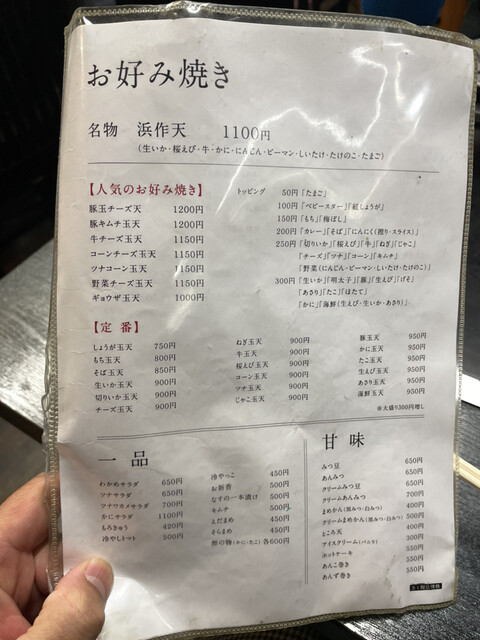 お好み焼き
名物 浜作天 1100円
(生いか・桜えび・牛・かに・にんじん・ピーマン・しいたけ・たけのこ・たまご)
【人気のお好み焼き】
豚玉チーズ天 1200円
豚キムチ玉天 1200円
牛チーズ天 1150円
コーンチーズ天 1150円
ツナコーン天 1150円
野菜チーズ天 1150円
ギョウザ玉天 1000円
トッピング 50円「たまご」
100円「ベビースター」「紅しょうが」
150円「もち」「梅ぼし」
200円「カレー」「そば」「にんにく(摺り・スライス)」
250円「切りいか」「桜えび」「牛」「ねぎ」「じゃこ」
「チーズ」「ツナ」「コーン」「キムチ」
「野菜(にんじん・ピーマン・しいたけ・たけのこ)」
300円「生いか」「明太子」「豚」「生えび」「げそ」
「あさり」「たこ」「ほたて」
「かに」「海鮮(生えび・生いか・あさり)」
【定番】
しょうが玉天 750円
もち玉天 800円
そば玉天 850円
生いか玉天 900円
切りいか玉天 900円
チーズ玉天 900円
ねぎ玉天 900円
牛玉天 900円
桜えび玉天 900円
コーン玉天 900円
ツナ玉天 900円
じゃこ玉天 900円
豚玉天 950円
かに玉天 950円
たこ玉天 950円
生えび玉天 950円
あさり玉天 950円
海鮮玉天 950円
※大盛り300円増し
一品
わかめサラダ 650円
ツナサラダ 650円
ツナワカメサラダ 700円
かにサラダ 1100円
もろきゅう 420円
冷やしトマト 500円
冷やっこ 450円
お新香 500円
なすの一本漬け 500円
キムチ 500円
えだまめ 450円
そらまめ 450円
酢の物(かに・たこ) 各600円
甘味
みつ豆 650円
あんみつ 650円
クリームみつ豆 650円
クリームあんみつ 700円
まめかん(黒みつ・白みつ) 400円
クリームまめかん(黒みつ・白みつ) 500円
ところ天 400円
アイスクリーム(バニラ) 300円
ホットケーキ 550円
あんこ巻き 550円
あんず巻き 550円